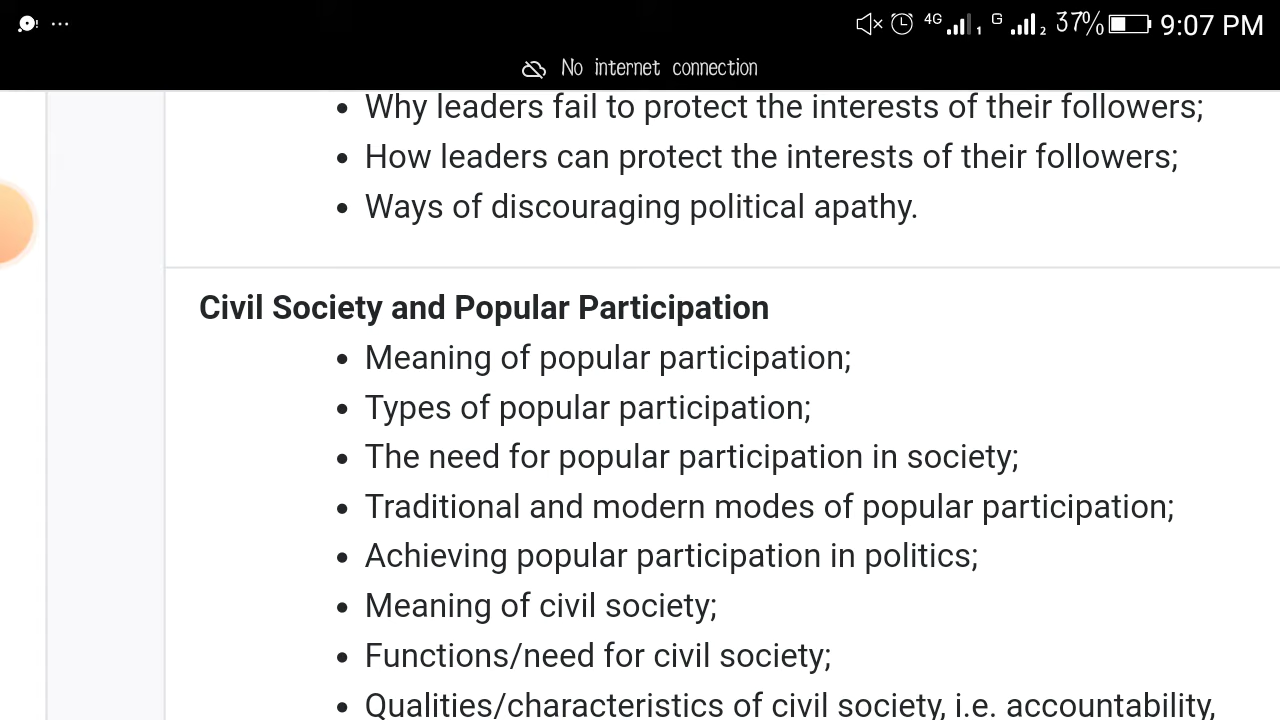 4G 1 G 2 37% 9:07 PM
No internet connection
• Why leaders fail to protect the interests of their followers;
• How leaders can protect the interests of their followers;
• Ways of discouraging political apathy.
Civil Society and Popular Participation
• Meaning of popular participation;
• Types of popular participation;
• The need for popular participation in society;
• Traditional and modern modes of popular participation;
• Achieving popular participation in politics;
• Meaning of civil society;
• Functions/need for civil society;
• Qualities/characteristics of civil society, i.e. accountability,